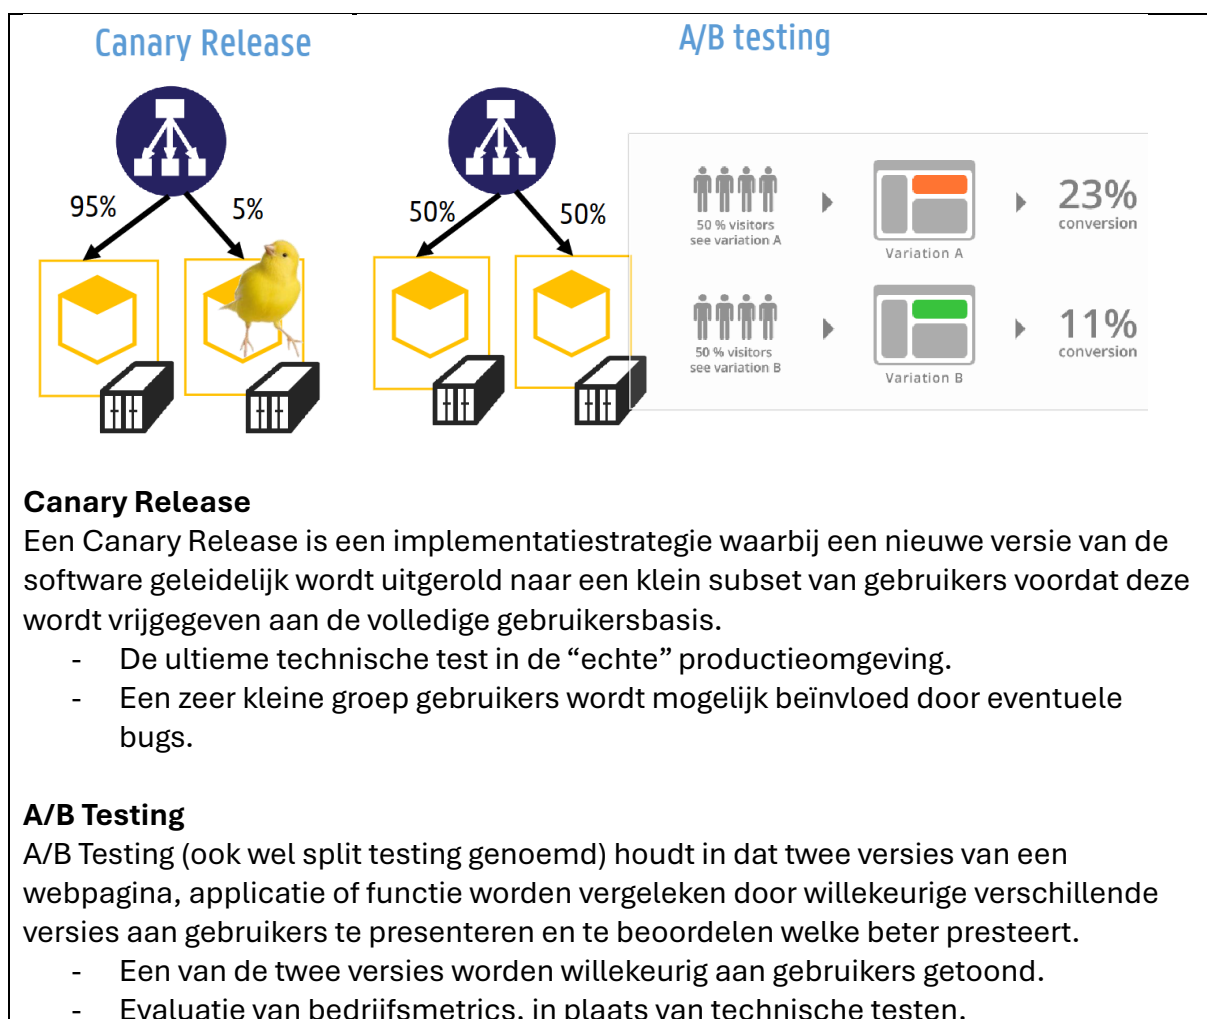 Canary Release
A/B testing
95%
5%
50%
50%
50 % visitors
see variation A
Variation A
23%
conversion
50 % visitors
see variation B
Variation B
11%
conversion
Canary Release
Een Canary Release is een implementatiestrategie waarbij een nieuwe versie van de
software geleidelijk wordt uitgerold naar een klein subset van gebruikers voordat deze
wordt vrijgegeven aan de volledige gebruikersbasis.
- De ultieme technische test in de “echte” productieomgeving.
- Een zeer kleine groep gebruikers wordt mogelijk beïnvloed door eventuele
bugs.
A/B Testing
A/B Testing (ook wel split testing genoemd) houdt in dat twee versies van een
webpagina, applicatie of functie worden vergeleken door willekeurige verschillende
versies aan gebruikers te presenteren en te beoordelen welke beter presteert.
- Een van de twee versies worden willekeurig aan gebruikers getoond.
- Evaluatie van bedrijfsmetrics, in plaats van technische testen.